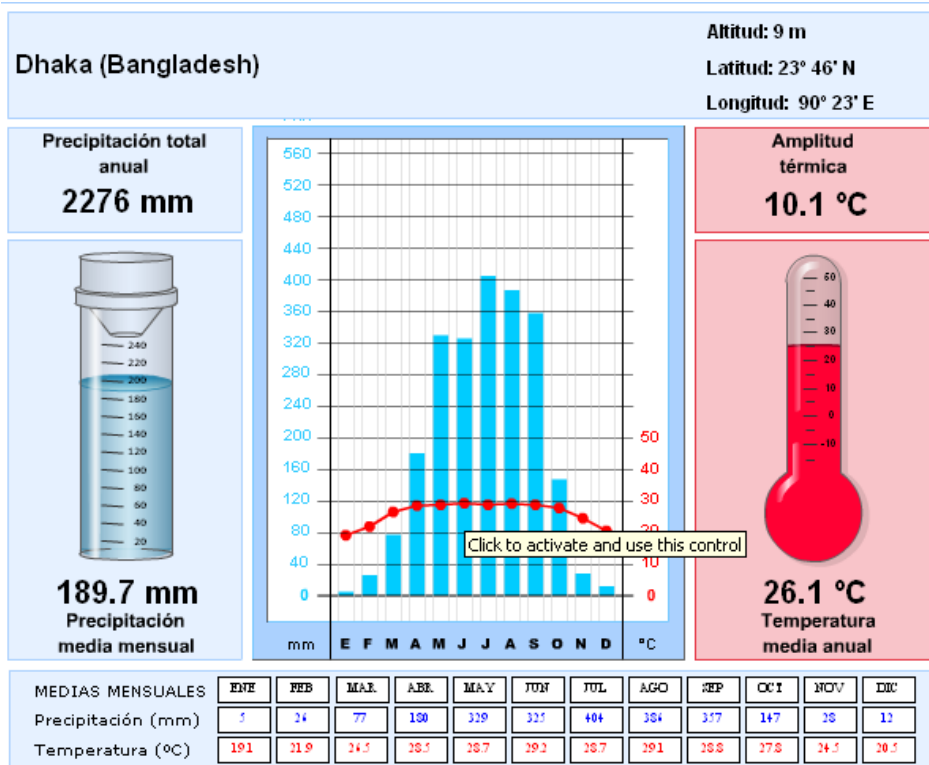 Dhaka (Bangladesh)
Altitud: 9 m
Latitud: 23° 46' N
Longitud: 90° 23' E
Precipitación total
anual
2276 mm
240
220
200
180
160
140
120
100
80
60
40
20
189.7 mm
Precipitación
media mensual
560
520
480
440
400
360
320
280
240
200
160
120
80
40
0
50
40
30
20
10
0
Click to activate and use this control
mm E F M A M J J A S O N D °C
Amplitud
térmica
10.1 ºC
50
40
30
20
10
0
-10
26.1 ºC
Temperatura
media anual
MEDIAS MENSUALES ENE FEB MAR ABR MAY JUN JUL AGO SEP OCT NOV DIC
Precipitación (mm) 5 26 77 180 329 325 404 386 357 147 28 12
Temperatura (ºC) 19.1 21.9 26.5 28.5 28.7 29.2 28.7 29.1 28.8 27.8 24.5 20.5